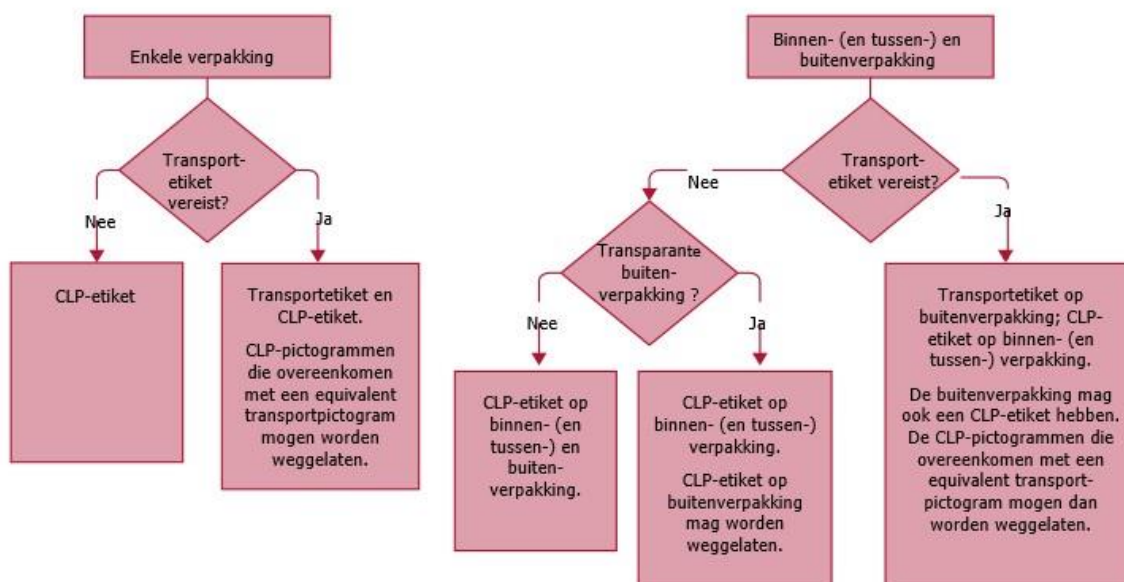 Enkele verpakking
Transport-
etiket
vereist?
Nee
Ja
CLP-etiket
Transportetiket en
CLP-etiket.
CLP-pictogrammen
die overeenkomen
met een equivalent
transportpictogram
mogen worden
weggelaten.
Binnen- (en tussen-) en
buitenverpakking
Transport-
etiket vereist?
Nee
Ja
Transparante
buiten-
verpakking ?
Nee
Ja
CLP-etiket op
binnen- (en
tussen-) en
buiten-
verpakking.
CLP-etiket op
binnen- (en tussen-)
verpakking.
CLP-etiket op
buitenverpakking
mag worden
weggelaten.
Transportetiket op
buitenverpakking; CLP-
etiket op binnen- (en
tussen-) verpakking.
De buitenverpakking mag
ook een CLP-etiket hebben.
De CLP-pictogrammen die
overeenkomen met een
equivalent transport-
pictogram mogen dan
worden weggelaten.